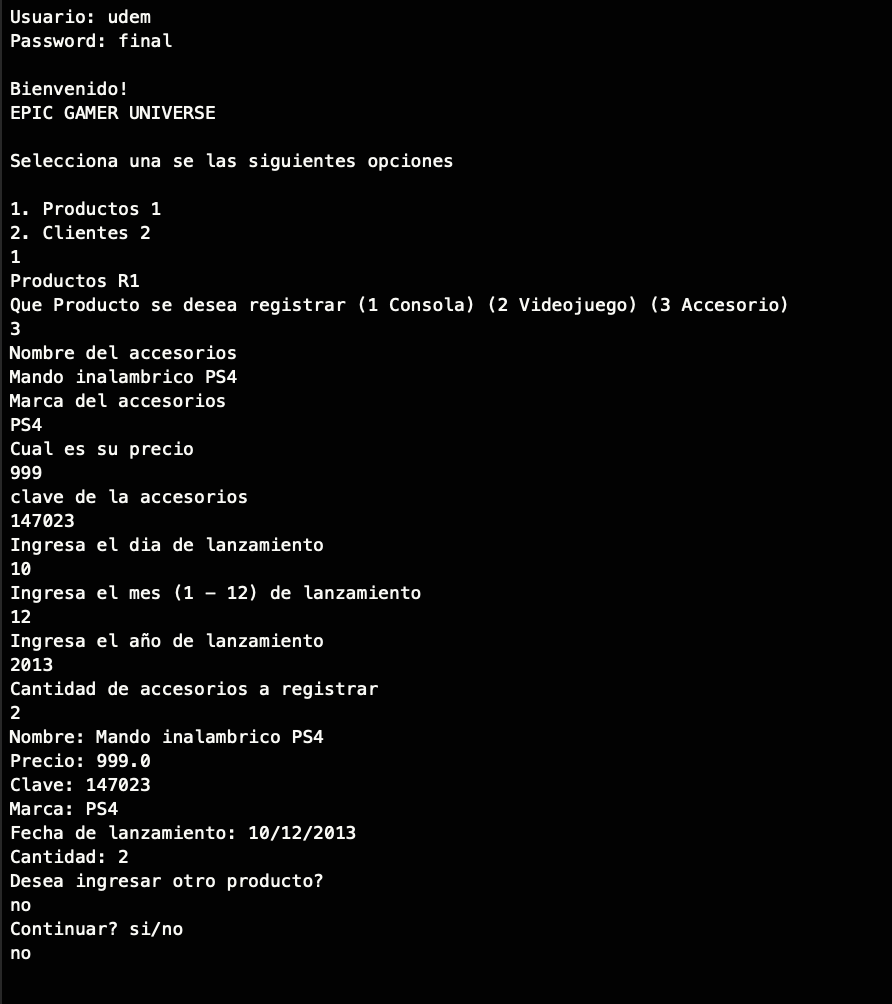 Usuario: udem
Password: final
Bienvenido!
EPIC GAMER UNIVERSE
Selecciona una se las siguientes opciones
1. Productos 1
2. Clientes 2
1
Productos R1
Que Producto se desea registrar (1 Consola) (2 Videojuego) (3 Accesorio)
3
Nombre del accesorios
Mando inalambrico PS4
Marca del accesorios
PS4
Cual es su precio
999
clave de la accesorios
147023
Ingresa el dia de lanzamiento
10
Ingresa el mes (1 – 12) de lanzamiento
12
Ingresa el año de lanzamiento
2013
Cantidad de accesorios a registrar
2
Nombre: Mando inalambrico PS4
Precio: 999.0
Clave: 147023
Marca: PS4
Fecha de lanzamiento: 10/12/2013
Cantidad: 2
Desea ingresar otro producto?
no
Continuar? si/no
no